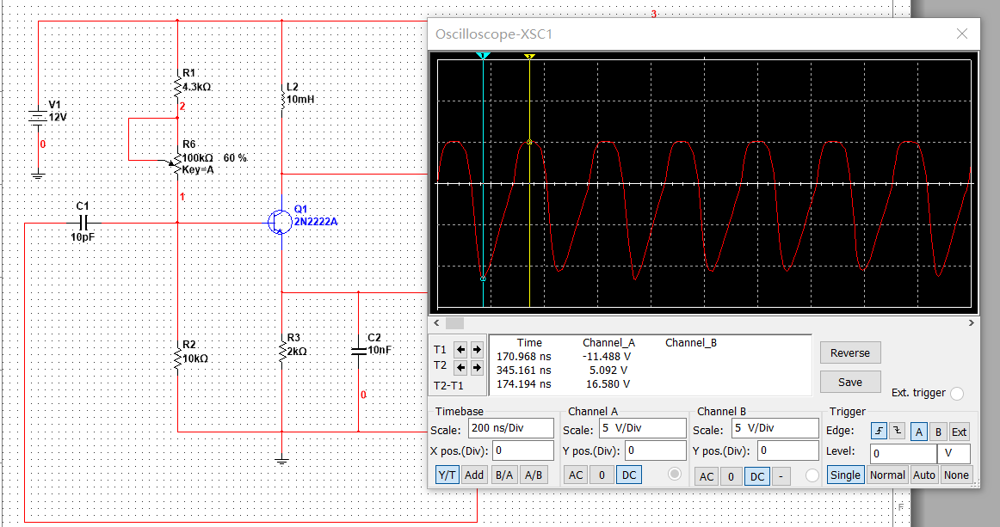 3
R1
4.3kΩ
2
V1
12V
0
L2
10mH
R6
100kΩ 60 %
Key=A
1
C1
10pF
Q1
2N2222A
R2
10kΩ
R3
2kΩ
C2
10nF
0
F
Oscilloscope-XSC1
Time Channel_A Channel_B
T1 170.968 ns -11.488 V
T2 345.161 ns 5.092 V
T2-T1 174.194 ns 16.580 V
Reverse
Save
Ext. trigger
Timebase
Scale: 200 ns/Div
X pos.(Div): 0
Y/T Add B/A A/B
Channel A
Scale: 5 V/Div
Y pos.(Div): 0
AC 0 DC
Channel B
Scale: 5 V/Div
Y pos.(Div): 0
AC 0 DC -
Trigger
Edge: A B Ext
Level: 0 V
Single Normal Auto None